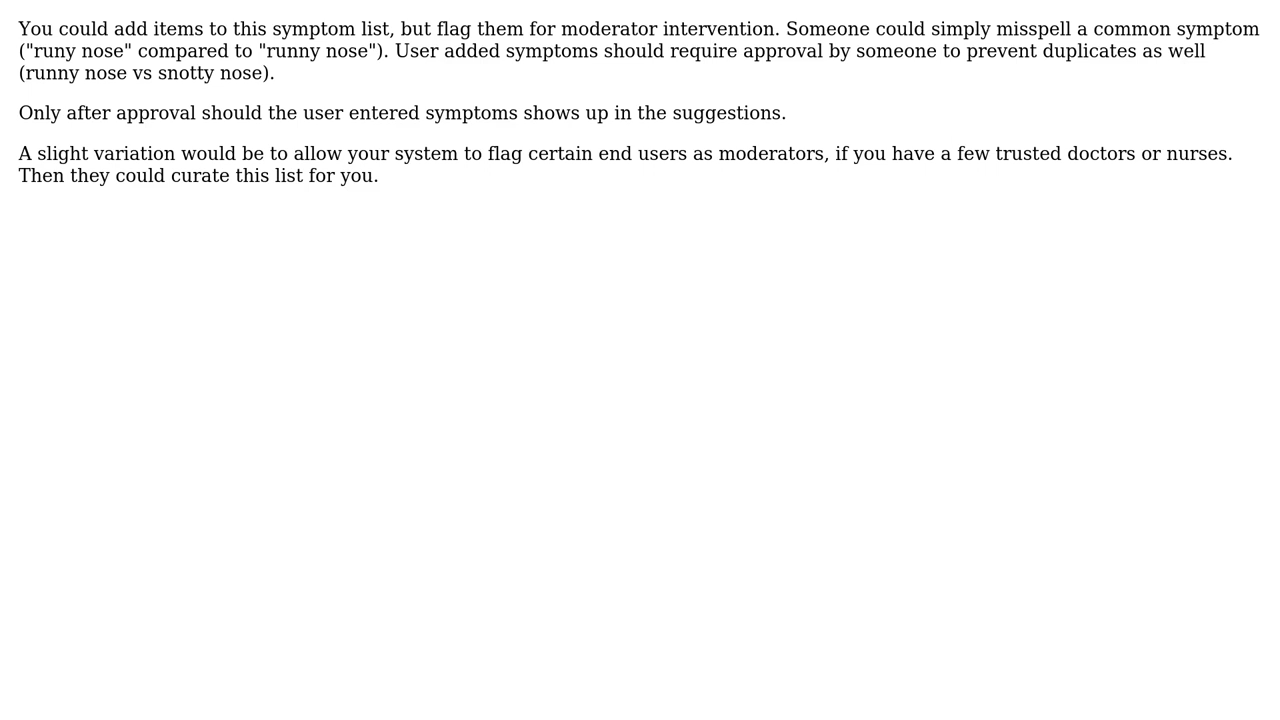 You could add items to this symptom list, but flag them for moderator intervention. Someone could simply misspell a common symptom
("runy nose" compared to "runny nose"). User added symptoms should require approval by someone to prevent duplicates as well
(runny nose vs snotty nose).
Only after approval should the user entered symptoms shows up in the suggestions.
A slight variation would be to allow your system to flag certain end users as moderators, if you have a few trusted doctors or nurses.
Then they could curate this list for you.